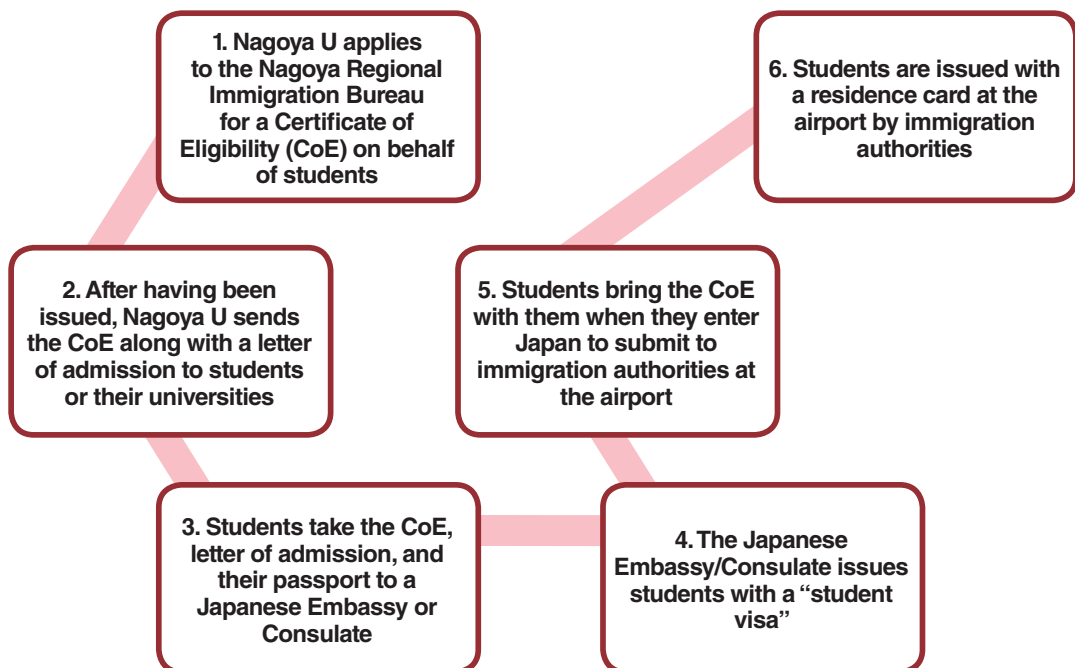 1. Nagoya U applies
to the Nagoya Regional
Immigration Bureau
for a Certificate of
Eligibility (CoE) on behalf
of students
2. After having been
issued, Nagoya U sends
the CoE along with a letter
of admission to students
or their universities
3. Students take the CoE,
letter of admission, and
their passport to a
Japanese Embassy or
Consulate
4. The Japanese
Embassy/Consulate issues
students with a “student
visa”
5. Students bring the CoE
with them when they enter
Japan to submit to
immigration authorities at
the airport
6. Students are issued with
a residence card at the
airport by immigration
authorities